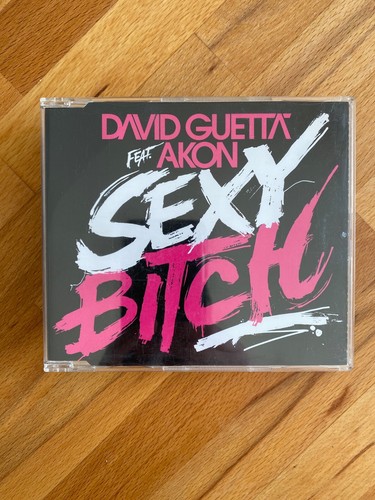 DAVID GUETTA
FEAT. AKON
SEXY
BITCH